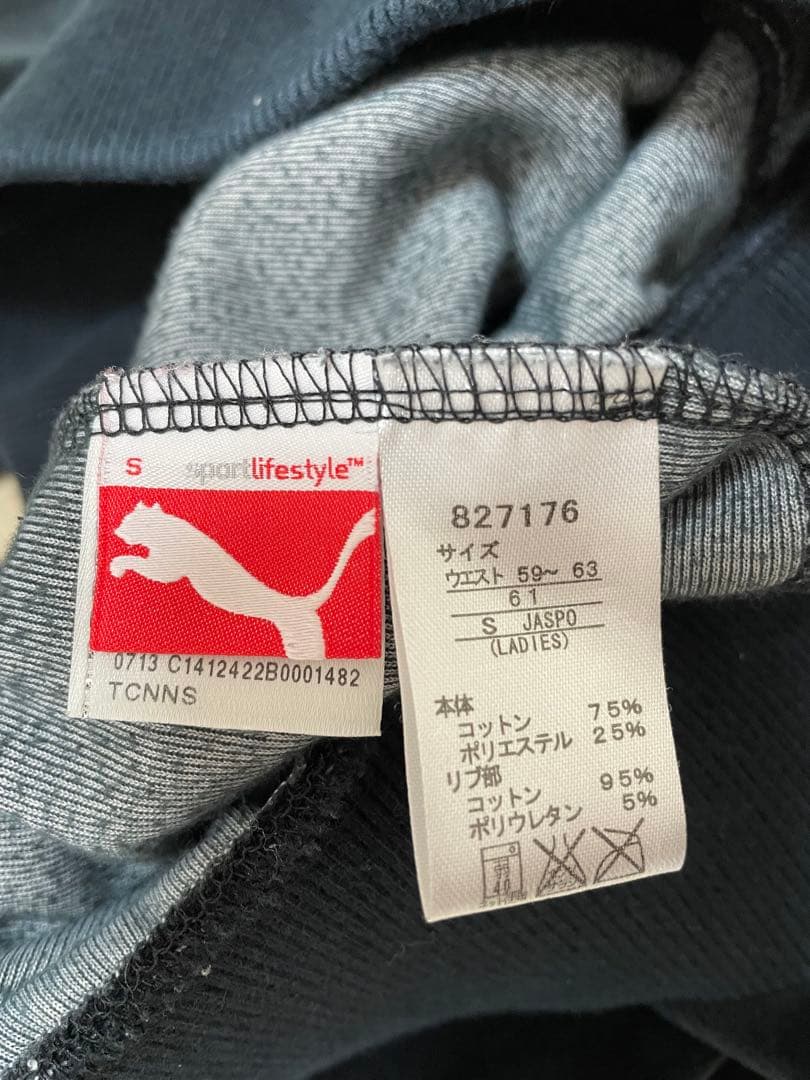 S sportlifestyle™
0713 C1412422B0001482
TCNNS
827176
サイズ
ウエスト 59～ 63
61
S JASPO
(LADIES)
本体
コットン 75%
ポリエステル 25%
リブ部
コットン 95%
ポリウレタン 5%
40